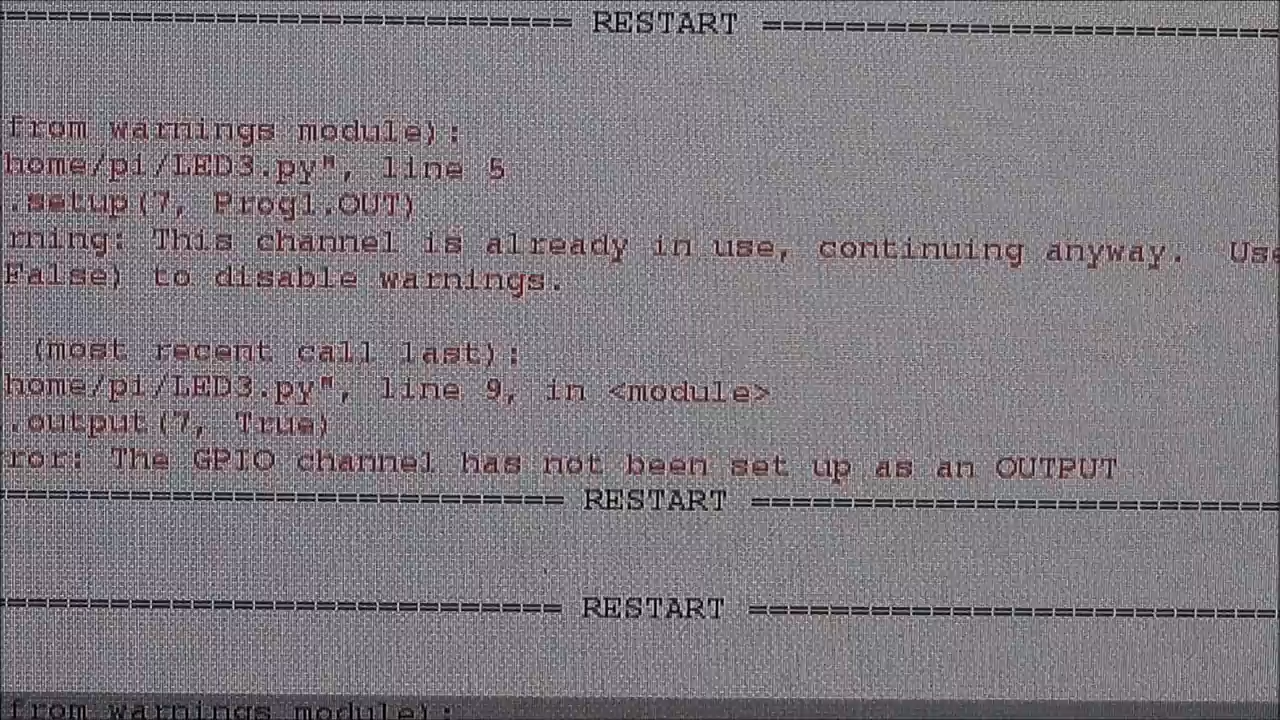 ============================== RESTART ===========================
from warnings module):
home/pi/LED3.py", line 5
.setup(7, Prog1.OUT)
rning: This channel is already in use, continuing anyway.  Use
False) to disable warnings.
(most recent call last):
home/pi/LED3.py", line 9, in <module>
.output(7, True)
ror: The GPIO channel has not been set up as an OUTPUT
============================== RESTART ===========================
============================== RESTART ===========================
from warnings module):